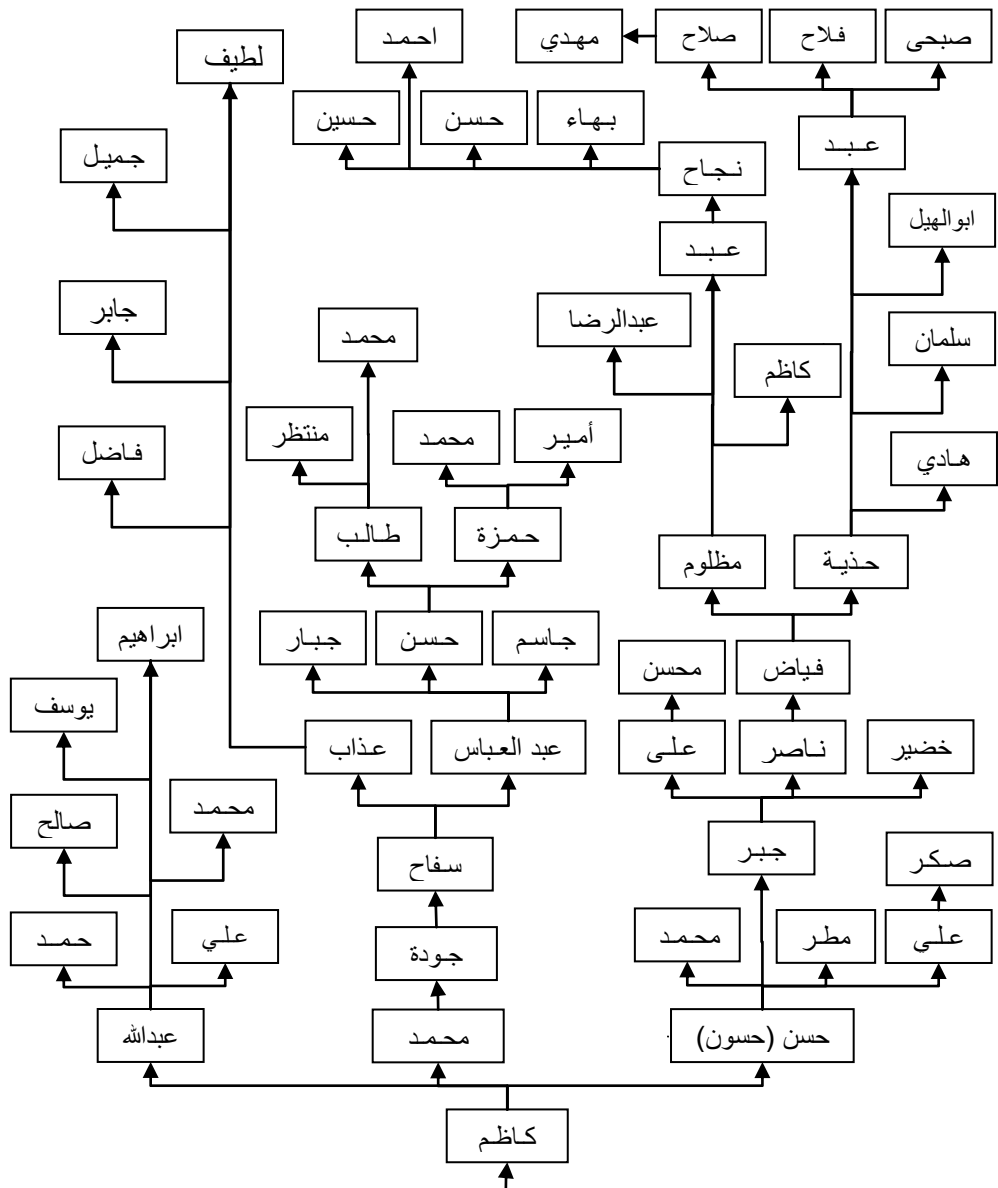 صبحى
فلاح
صلاح
مهدي
احمد
لطيف
بهاء
حسن
حسين
عبد
جميل
نجاح
ابوالهيل
عبد
جابر
عبدالرضا
محمد
سلمان
كاظم
فاضل
أمير
محمد
منتظر
هادي
حمزة
طالب
حذية
مظلوم
ابراهيم
جاسم
حسن
جبار
فياض
محسن
يوسف
خضير
ناصر
على
عبد العباس
عذاب
محمد
صالح
جبر
سفاح
صكر
علي
مطر
محمد
جودة
علي
حمد
حسن (حسون)
محمد
عبدالله
كاظم